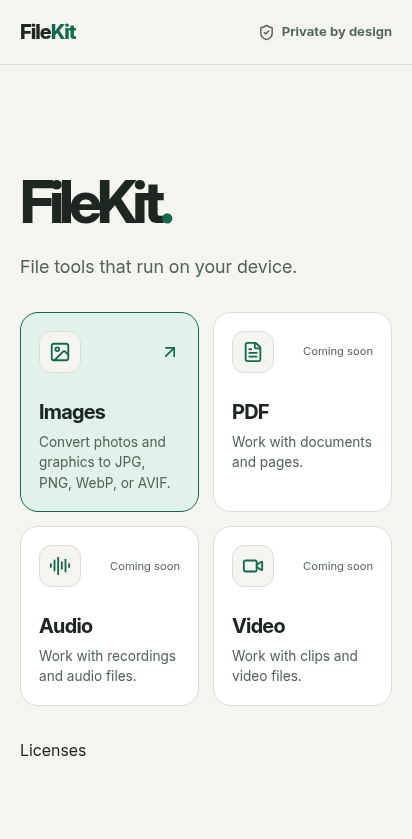 FileKit
Private by design
FileKit.
File tools that run on your device.
Images
Convert photos and
graphics to JPG,
PNG, WebP, or AVIF.
Coming soon
PDF
Work with documents
and pages.
Coming soon
Audio
Work with recordings
and audio files.
Coming soon
Video
Work with clips and
video files.
Licenses